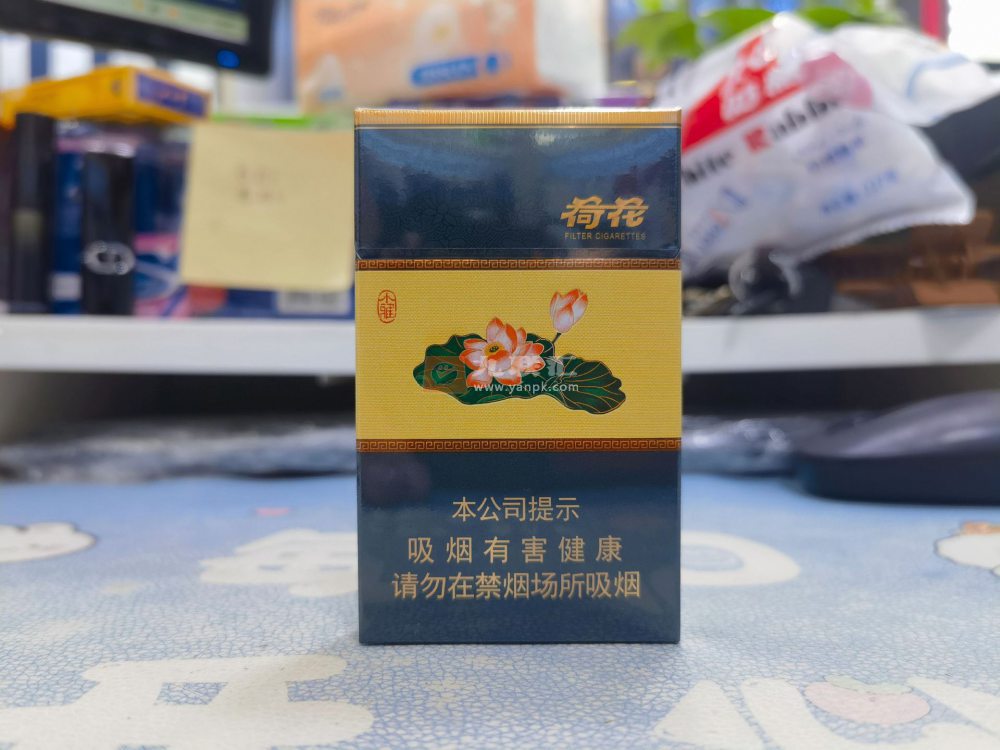 荷花
FILTER CIGARETTES
www.yanpk.com
本公司提示
吸烟有害健康
请勿在禁烟场所吸烟